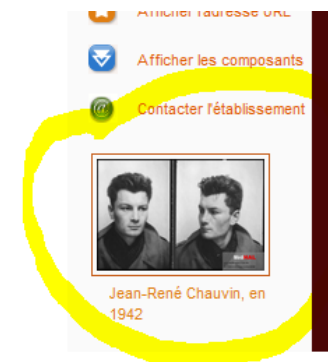 Afficher l'adresse URL
Afficher les composants
@
Contacter l'établissement
Jean-René Chauvin, en
1942